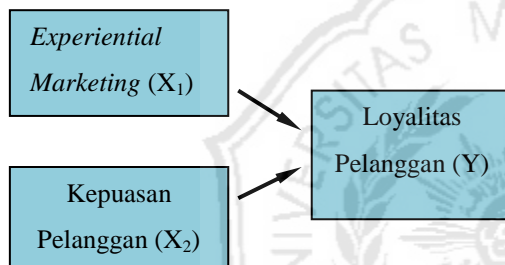 Experiential
Marketing (X₁)
Loyalitas
Pelanggan (Y)
Kepuasan
Pelanggan (X₂)